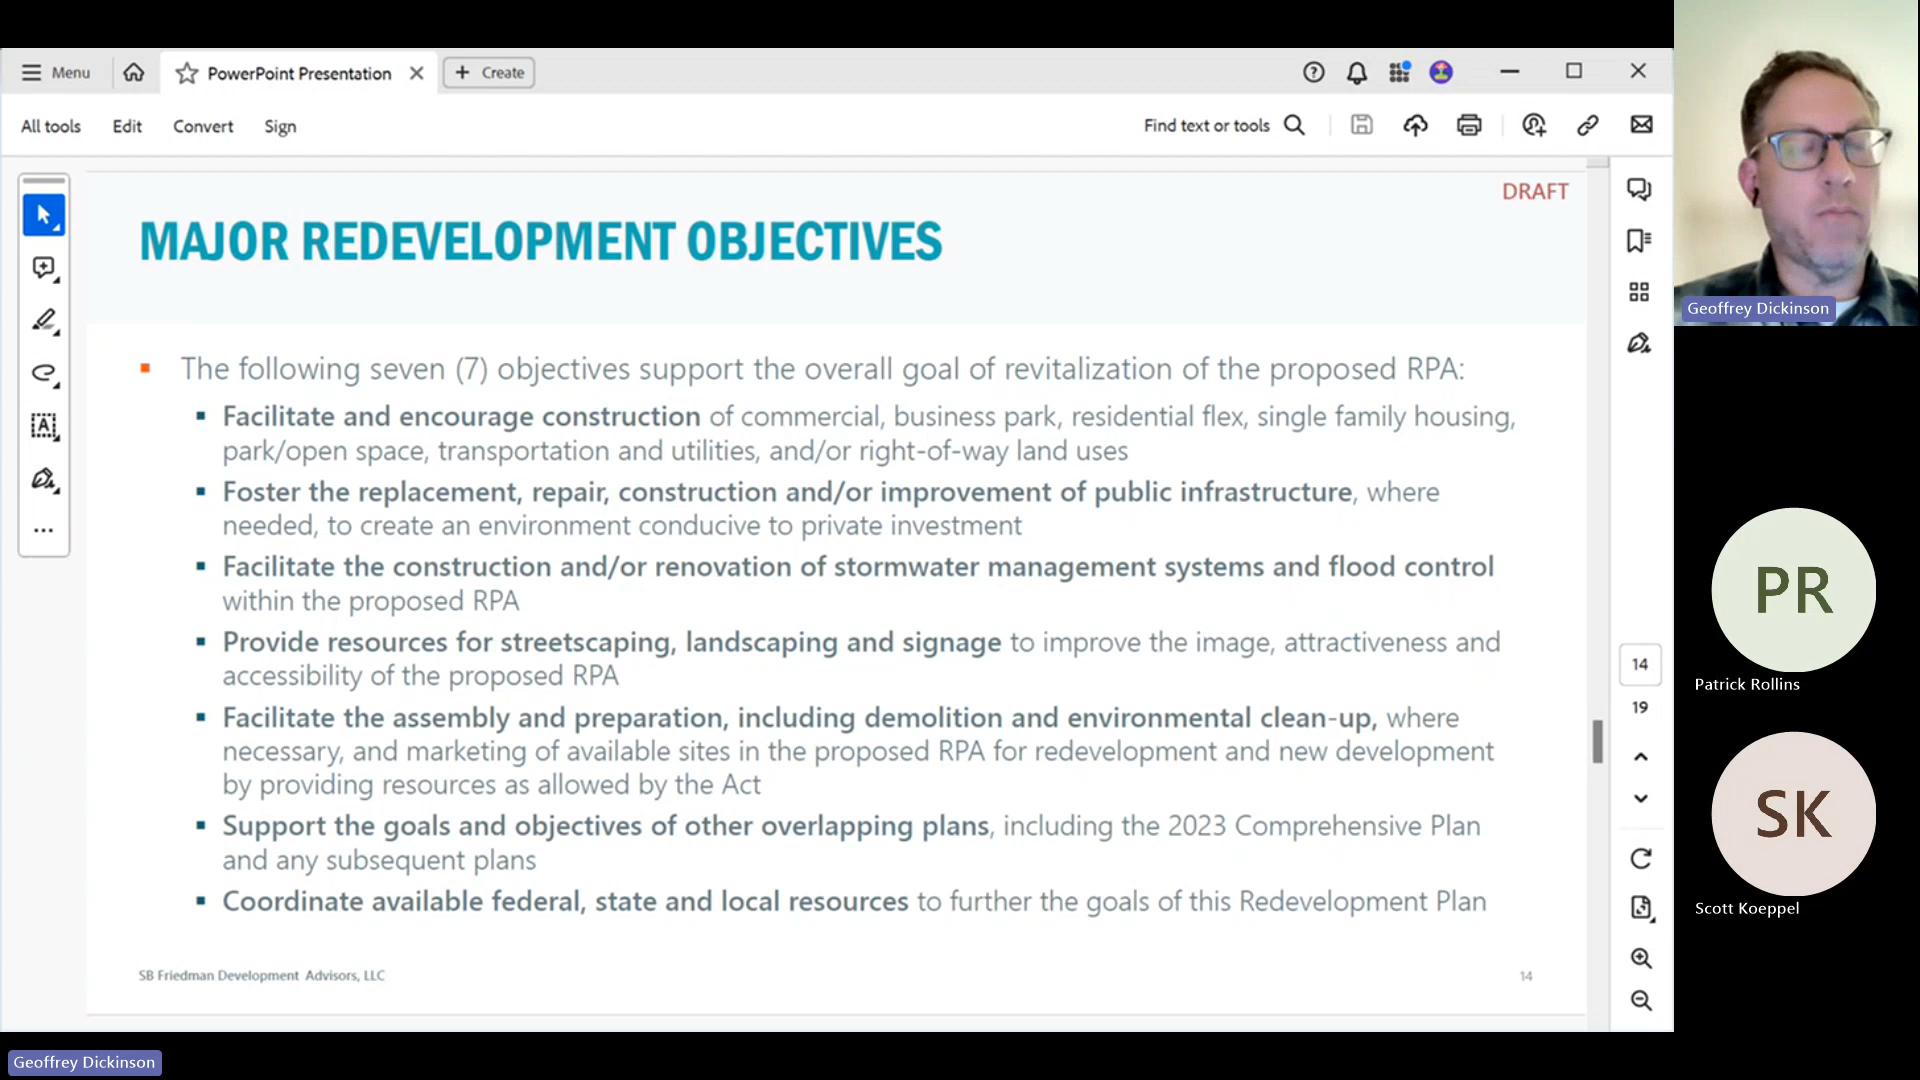 Menu
PowerPoint Presentation
Create
All tools
Edit
Convert
Sign
Find text or tools
DRAFT
MAJOR REDEVELOPMENT OBJECTIVES
The following seven (7) objectives support the overall goal of revitalization of the proposed RPA:
Facilitate and encourage construction of commercial, business park, residential flex, single family housing,
park/open space, transportation and utilities, and/or right-of-way land uses
Foster the replacement, repair, construction and/or improvement of public infrastructure, where
needed, to create an environment conducive to private investment
Facilitate the construction and/or renovation of stormwater management systems and flood control
within the proposed RPA
Provide resources for streetscaping, landscaping and signage to improve the image, attractiveness and
accessibility of the proposed RPA
Facilitate the assembly and preparation, including demolition and environmental clean-up, where
necessary, and marketing of available sites in the proposed RPA for redevelopment and new development
by providing resources as allowed by the Act
Support the goals and objectives of other overlapping plans, including the 2023 Comprehensive Plan
and any subsequent plans
Coordinate available federal, state and local resources to further the goals of this Redevelopment Plan
SB Friedman Development Advisors, LLC
14
14
19
Geoffrey Dickinson
PR
Patrick Rollins
SK
Scott Koeppel
Geoffrey Dickinson